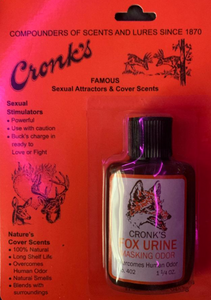 COMPOUNDERS OF SCENTS AND LURES SINCE 1870
Cronk's
FAMOUS
Sexual Attractors & Cover Scents
Sexual
Stimulators
• Powerful
• Use with caution
• Buck's charge in
ready to
Love or Fight
Nature's
Cover Scents
• 100% Natural
• Long Shelf Life
• Overcomes
Human Odor
• Natural Smells
• Blends with
surroundings
CRONK'S
FOX URINE
MASKING ODOR
Overcomes Human Odor
402